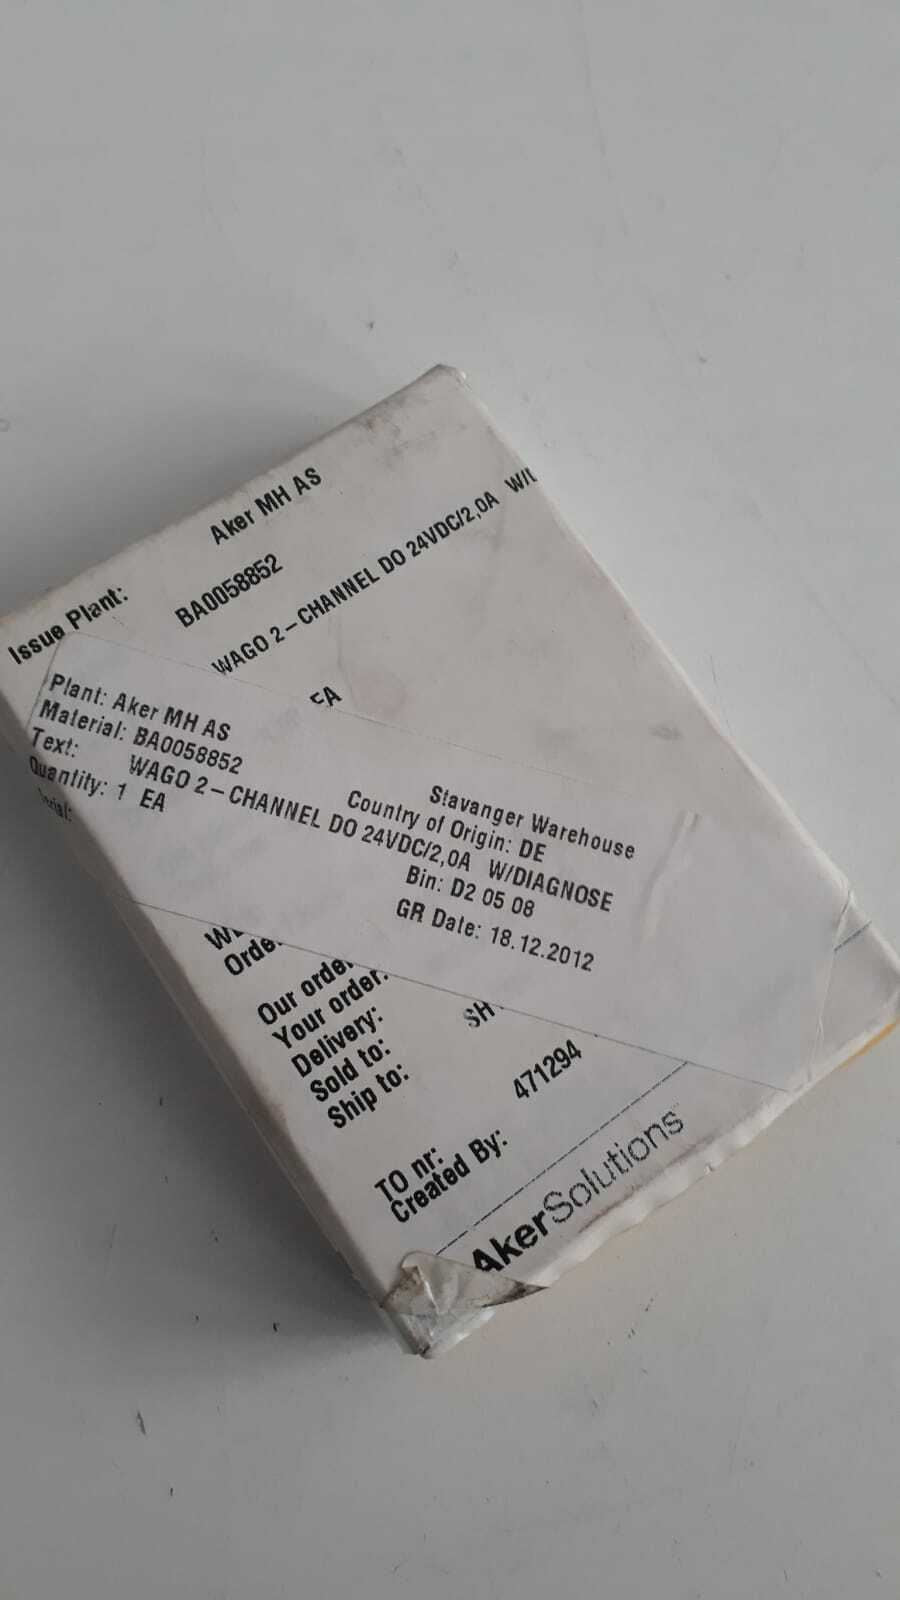 Issue Plant: Aker MH AS
BA0058852
WAGO 2-CHANNEL DO 24VDC/2,0A
EA
Plant: Aker MH AS
Stavanger Warehouse
Material: BA0058852
Country of Origin: DE
Text: WAGO 2-CHANNEL DO 24VDC/2,0A W/DIAGNOSE
Quantity: 1 EA
Bin: D2 05 08
GR Date: 18.12.2012
Our order:
Your order:
Delivery:
Sold to:
Ship to:
TO nr: 471294
Created By:
AkerSolutions